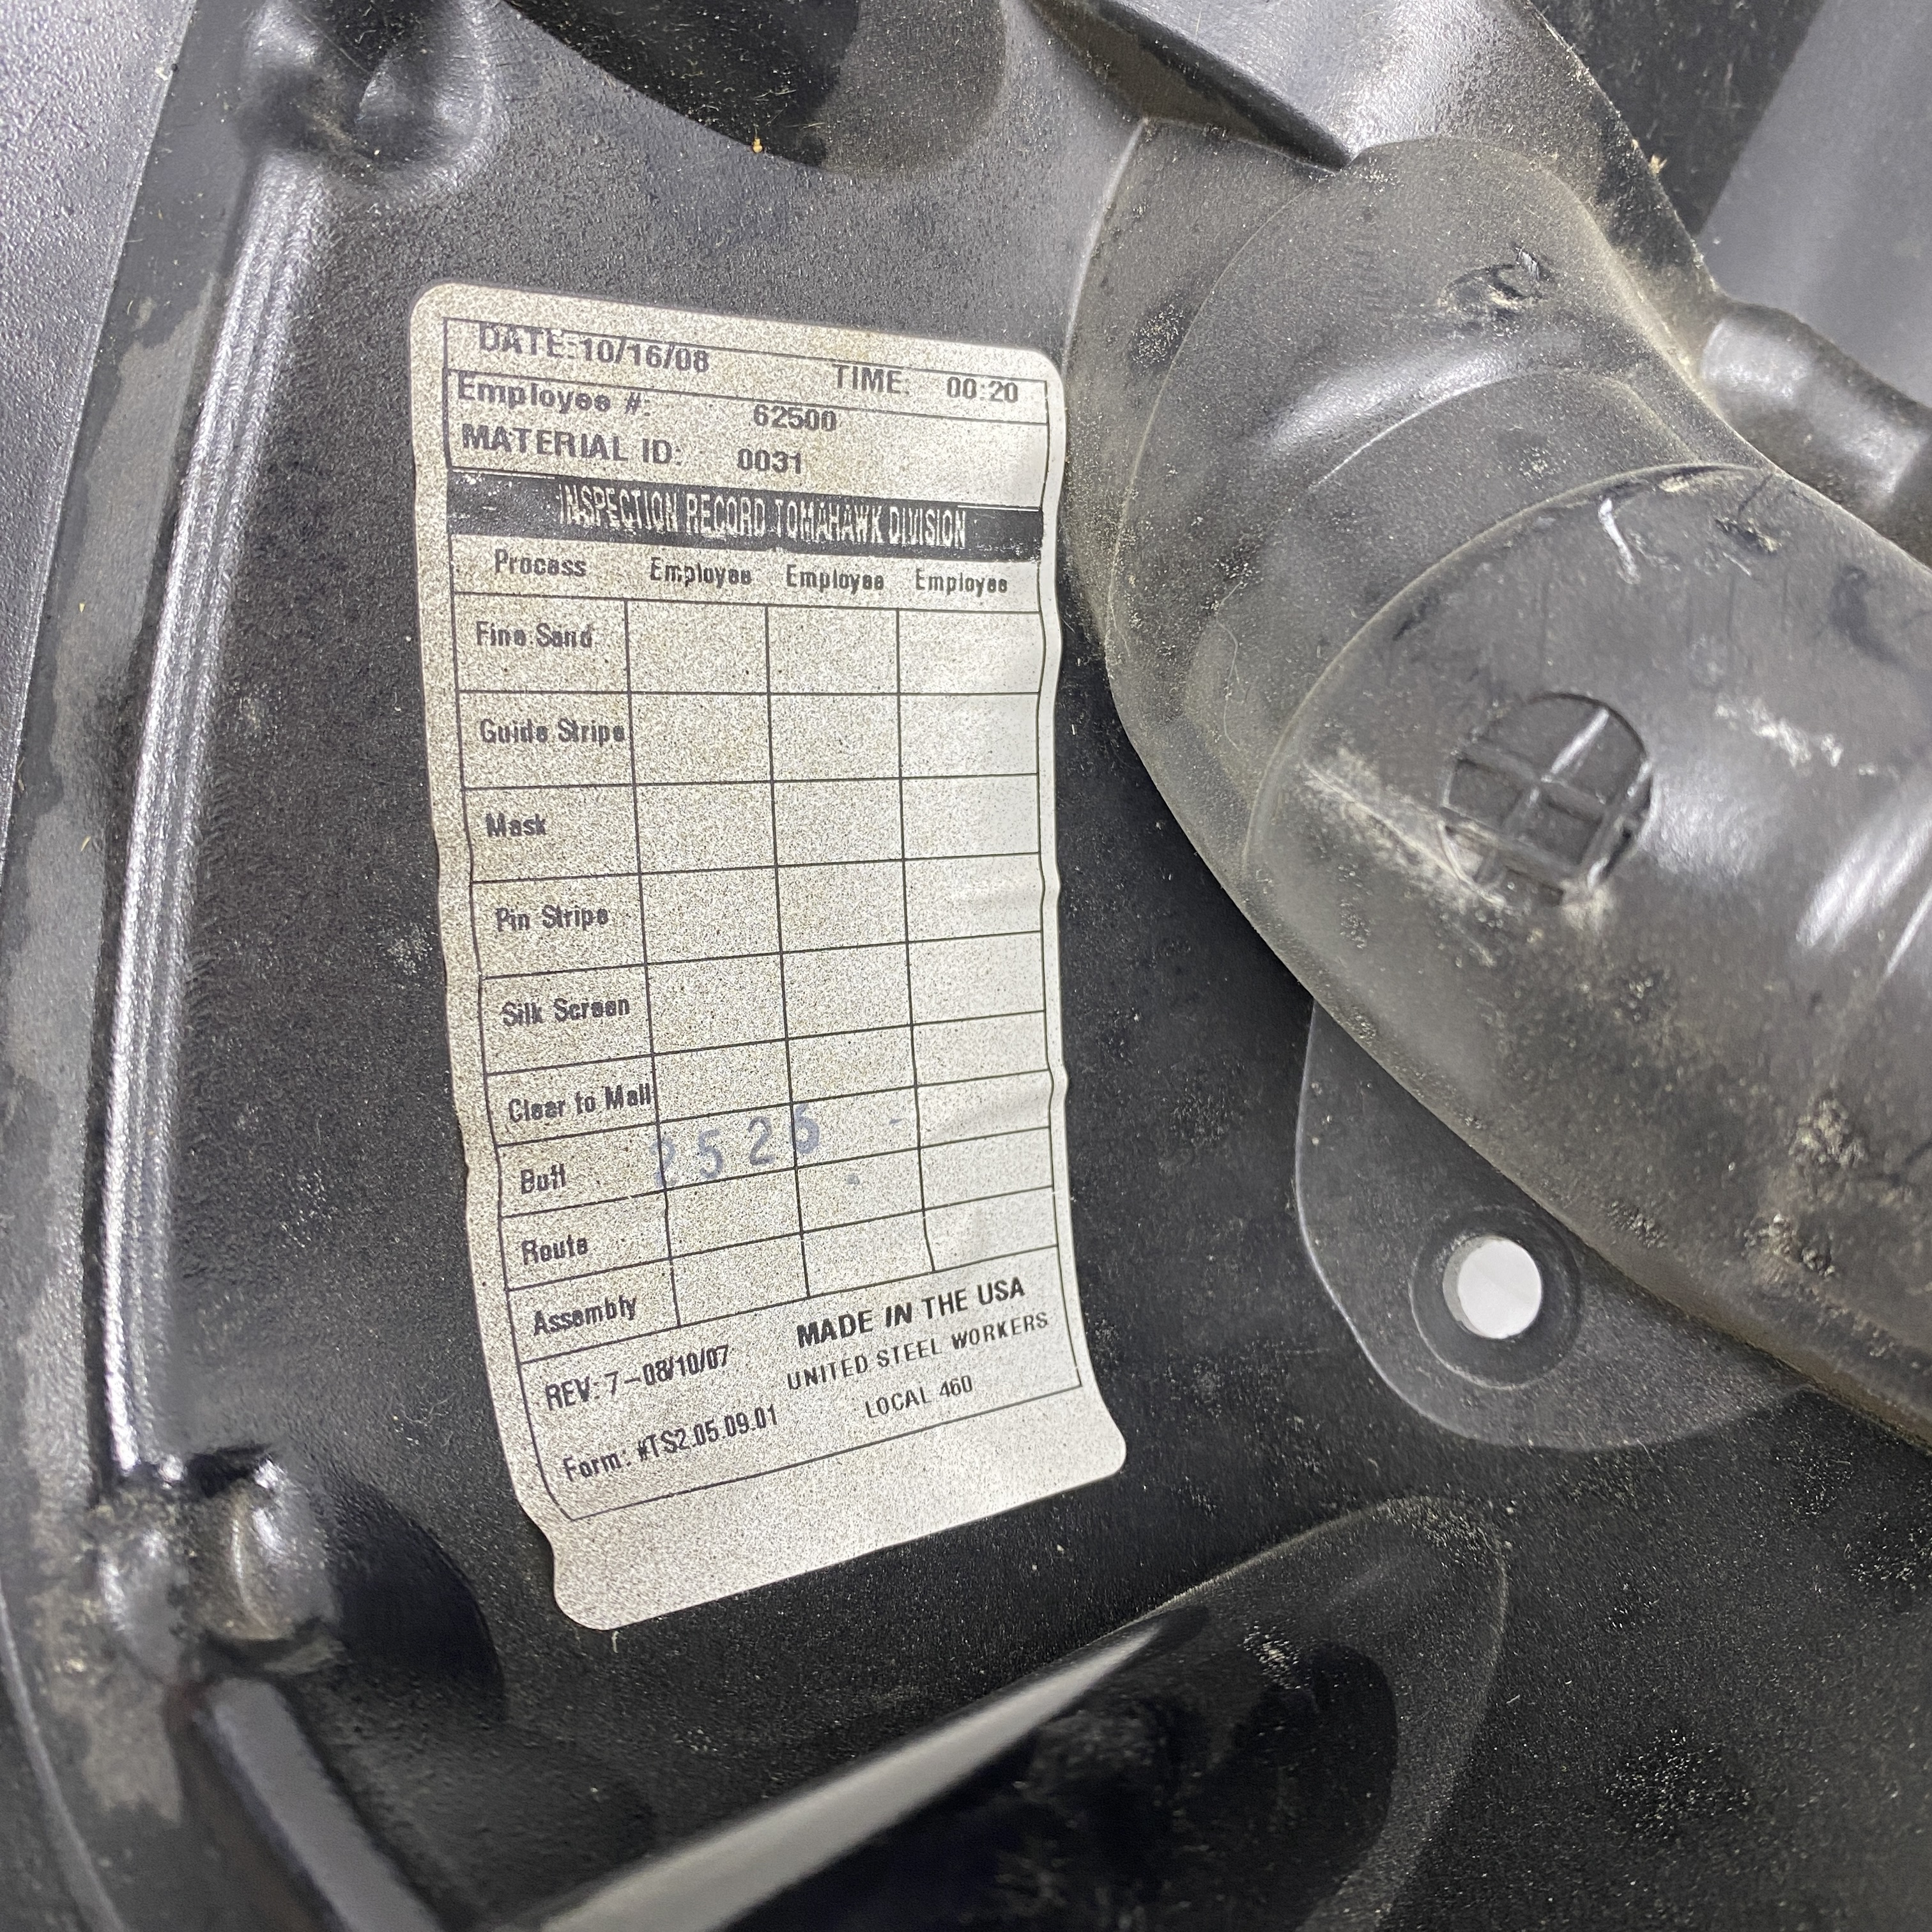 DATE:10/16/08 TIME: 00:20
Employee #: 62500
MATERIAL ID: 0031
INSPECTION RECORD TOMAHAWK DIVISION
Process Employee Employee Employee
Fine Sand
Guide Stripe
Mask
Pin Stripe
Silk Screen
Clear to Mall
Buff 2525
Route
Assembly
REV: 7-08/10/07 MADE IN THE USA
UNITED STEEL WORKERS
Form: #TS2.05.09.01 LOCAL 460